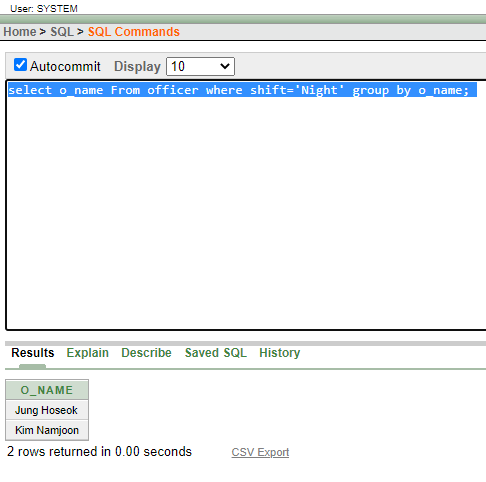 User: SYSTEM
Home > SQL > SQL Commands
Autocommit Display 10
select o_name From officer where shift='Night' group by o_name;
Results Explain Describe Saved SQL History
O_NAME
Jung Hoseok
Kim Namjoon
2 rows returned in 0.00 seconds CSV Export